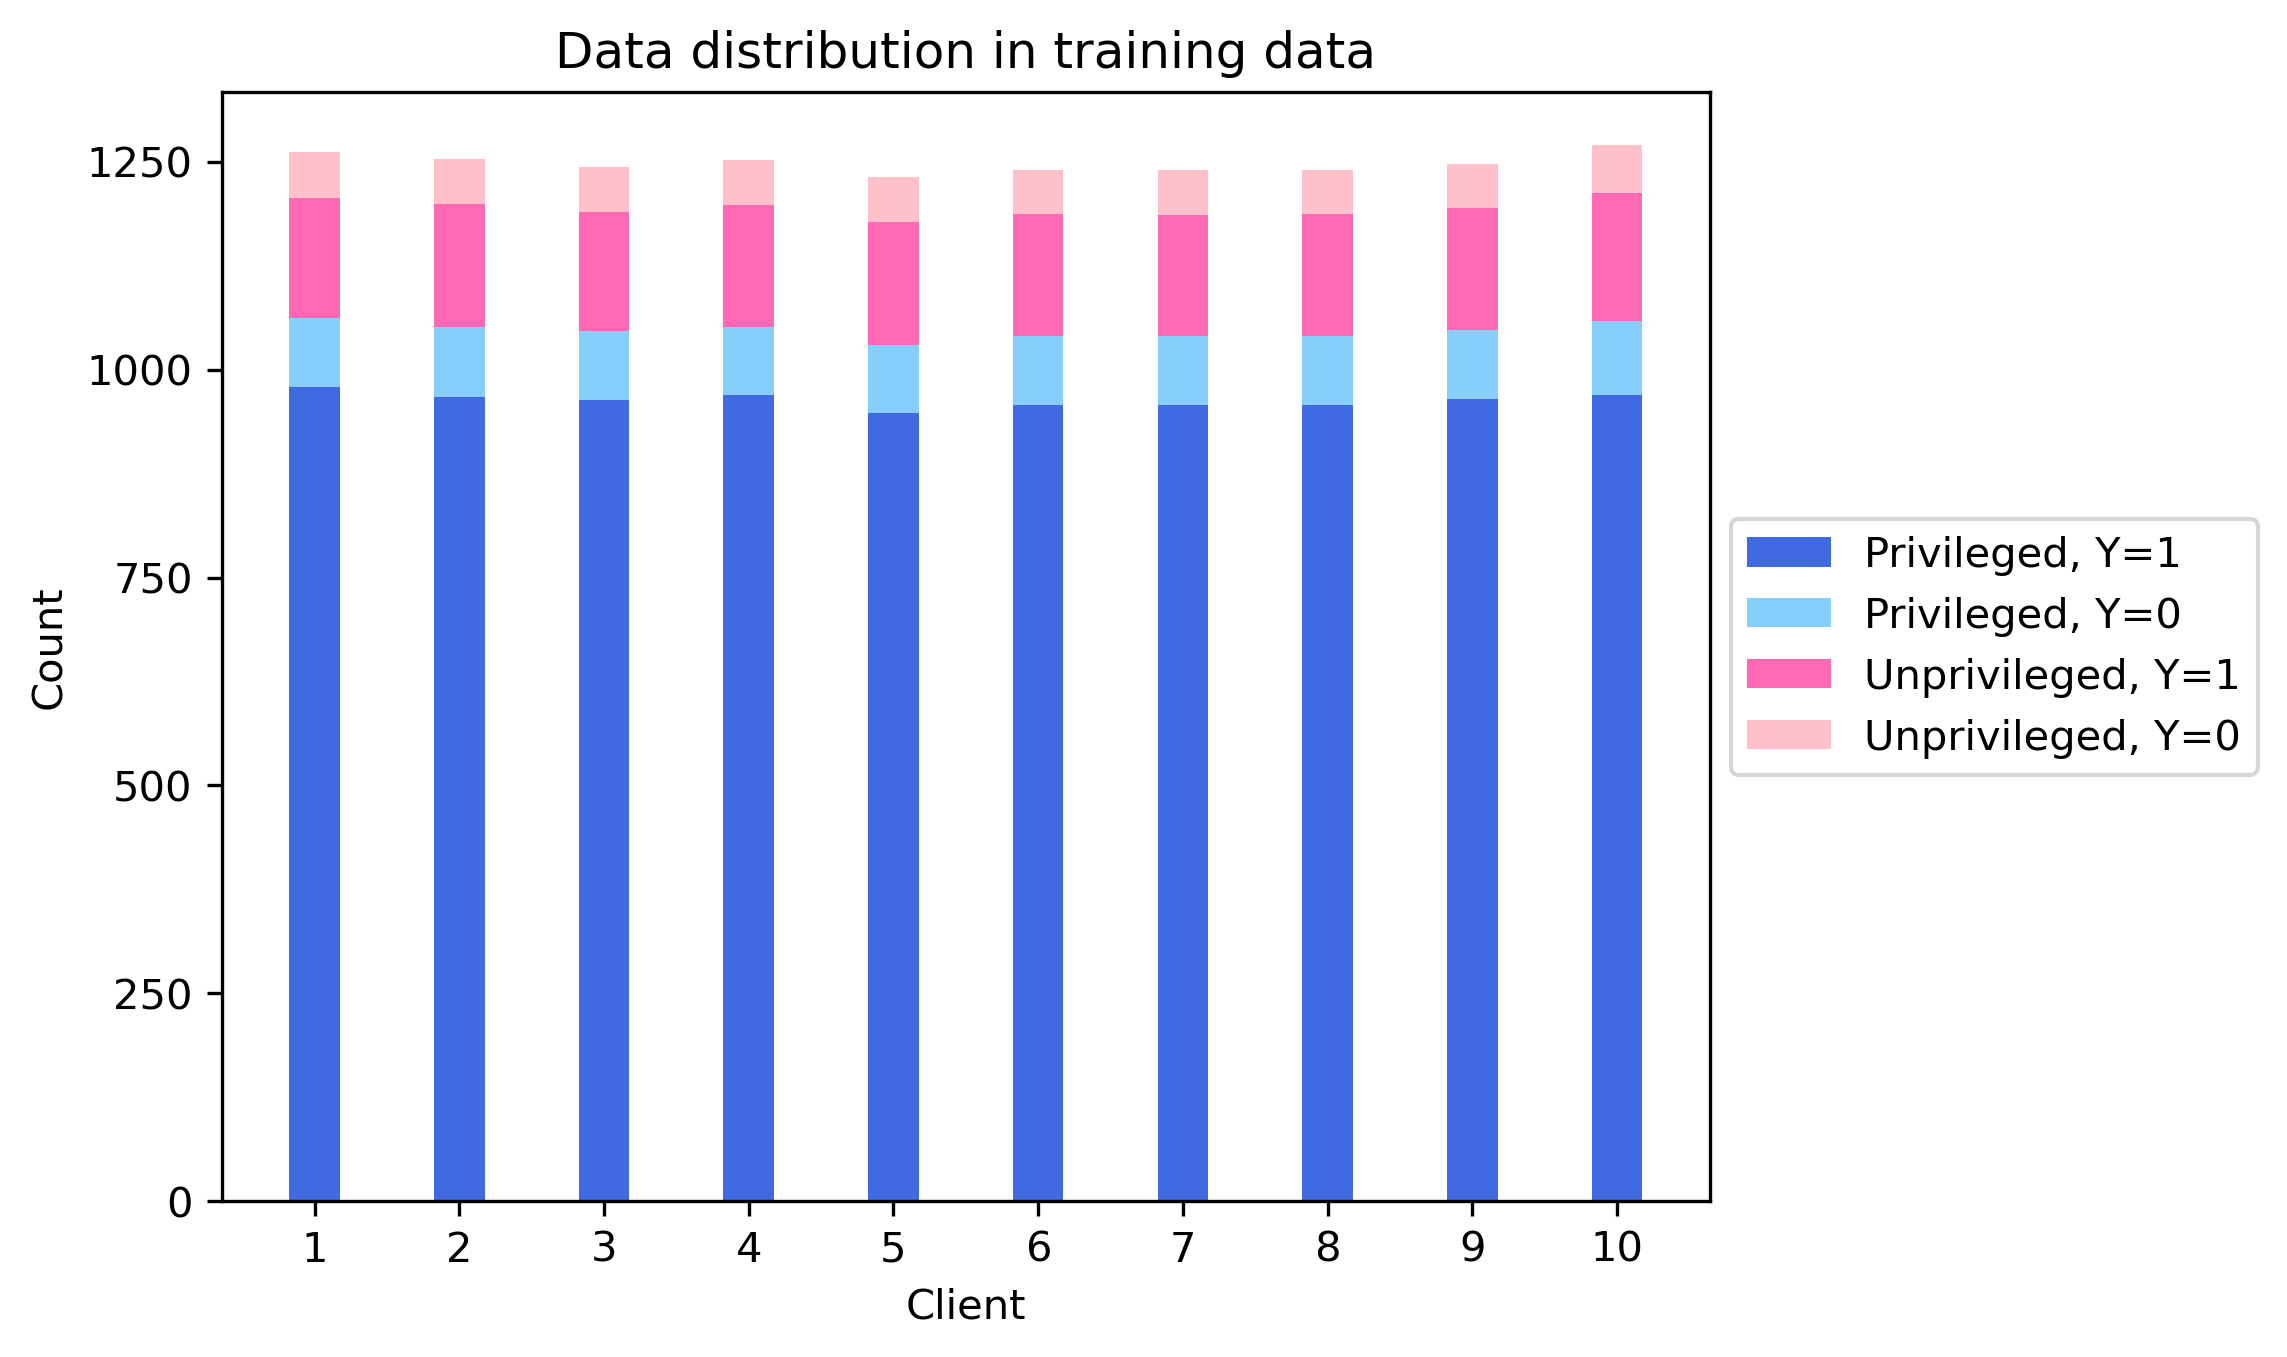 Data distribution in training data
1250
1000
750
500
250
0
Count
1 2 3 4 5 6 7 8 9 10
Client
Privileged, Y=1
Privileged, Y=0
Unprivileged, Y=1
Unprivileged, Y=0